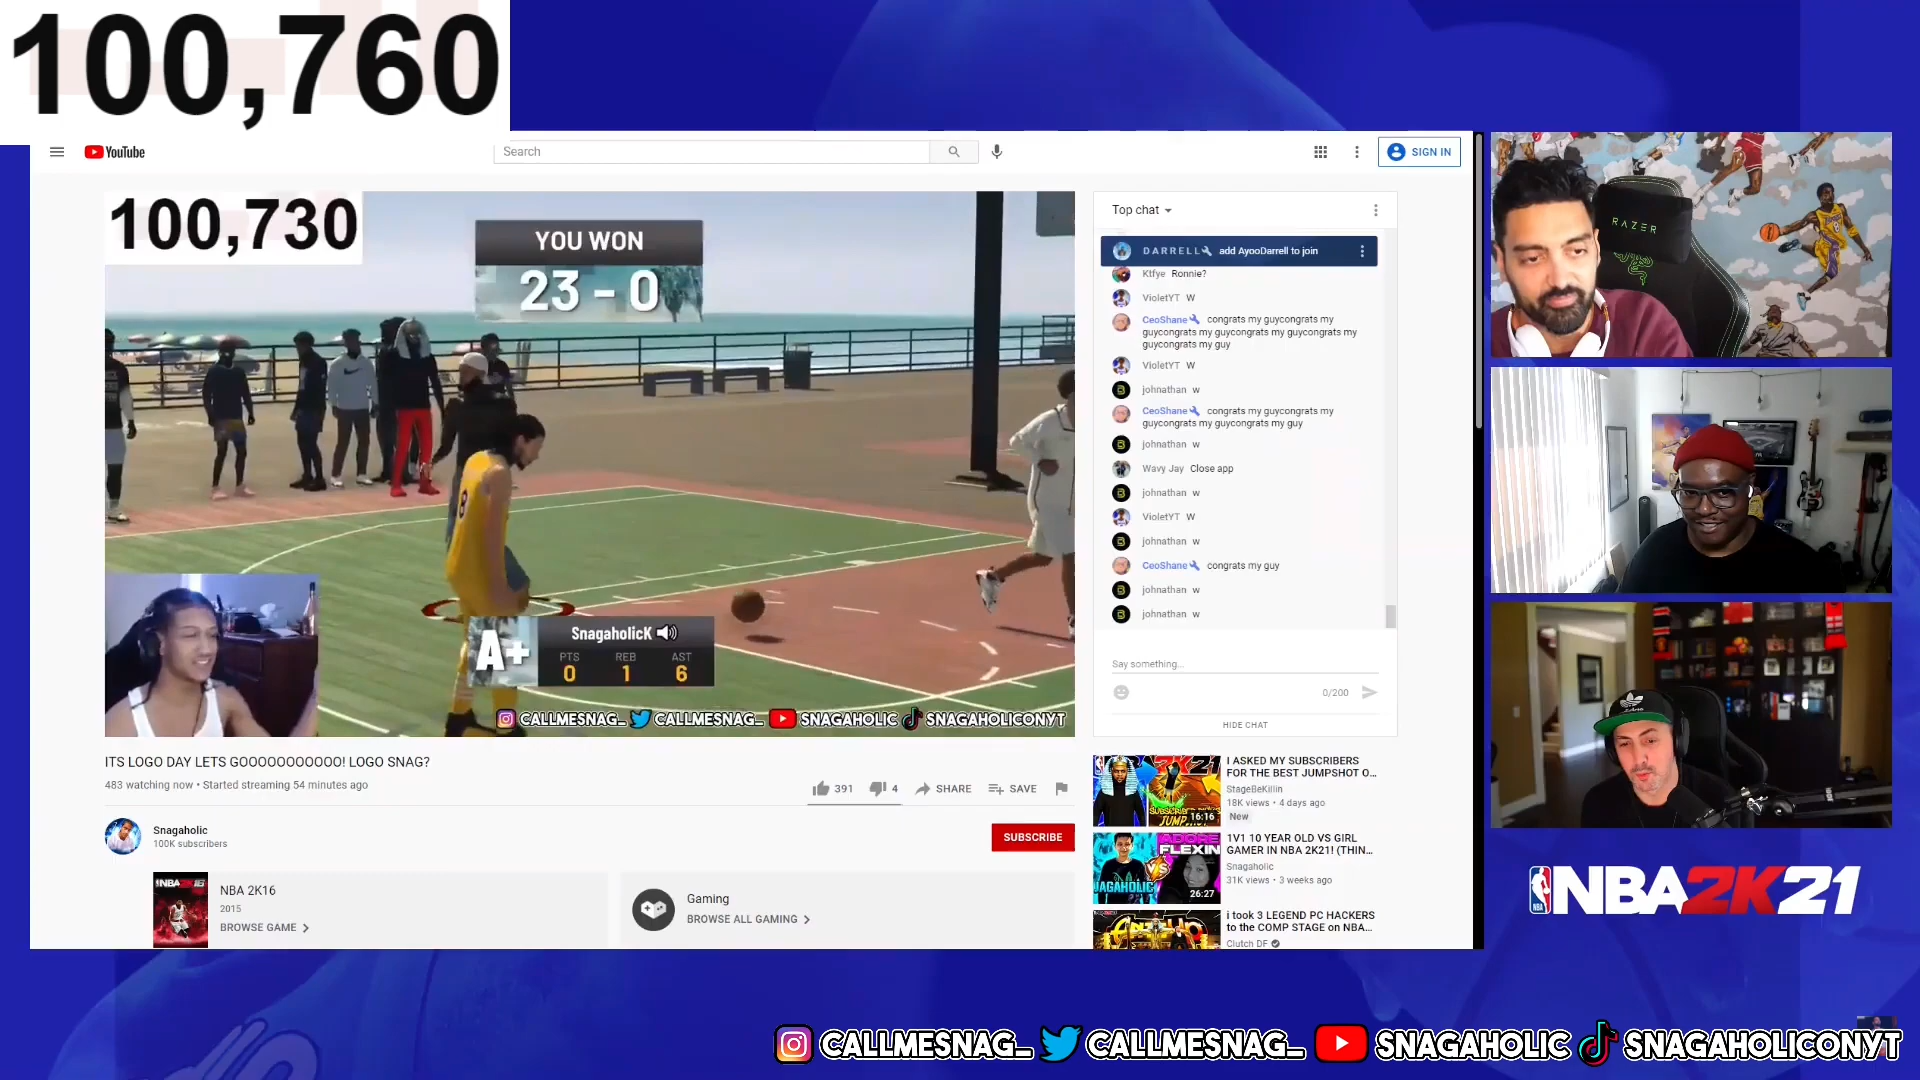 100,760
YouTube
Search
SIGN IN
100,730
YOU WON
23 - 0
8
A+
SnagaholicK
PTS REB AST
0 1 6
CALLMESNAG_ CALLMESNAG_ SNAGAHOLIC SNAGAHOLICONYT
Top chat
DARRELL add AyooDarrell to join
Ktfye Ronnie?
VioletYT W
CeoShane congrats my guycongrats my
guycongrats my guycongrats my guycongrats my
guycongrats my guy
VioletYT W
johnathan w
CeoShane congrats my guycongrats my
guycongrats my guycongrats my guy
johnathan w
Wavy Jay Close app
johnathan w
VioletYT W
johnathan w
CeoShane congrats my guy
johnathan w
johnathan w
Say something...
0/200
HIDE CHAT
ITS LOGO DAY LETS GOOOOOOOOOOO! LOGO SNAG?
483 watching now • Started streaming 54 minutes ago
391 4 SHARE SAVE
Snagaholic
100K subscribers
SUBSCRIBE
NBA 2K16
2015
BROWSE GAME
Gaming
BROWSE ALL GAMING
I ASKED MY SUBSCRIBERS
FOR THE BEST JUMPSHOT O...
StageBeKillin
18K views • 4 days ago
New
16:16
1V1 10 YEAR OLD VS GIRL
GAMER IN NBA 2K21! (THIN...
Snagaholic
31K views • 3 weeks ago
26:27
i took 3 LEGEND PC HACKERS
to the COMP STAGE on NBA...
Clutch DF
RAZER
adidas
NBA 2K21
CALLMESNAG_ CALLMESNAG_ SNAGAHOLIC SNAGAHOLICONYT